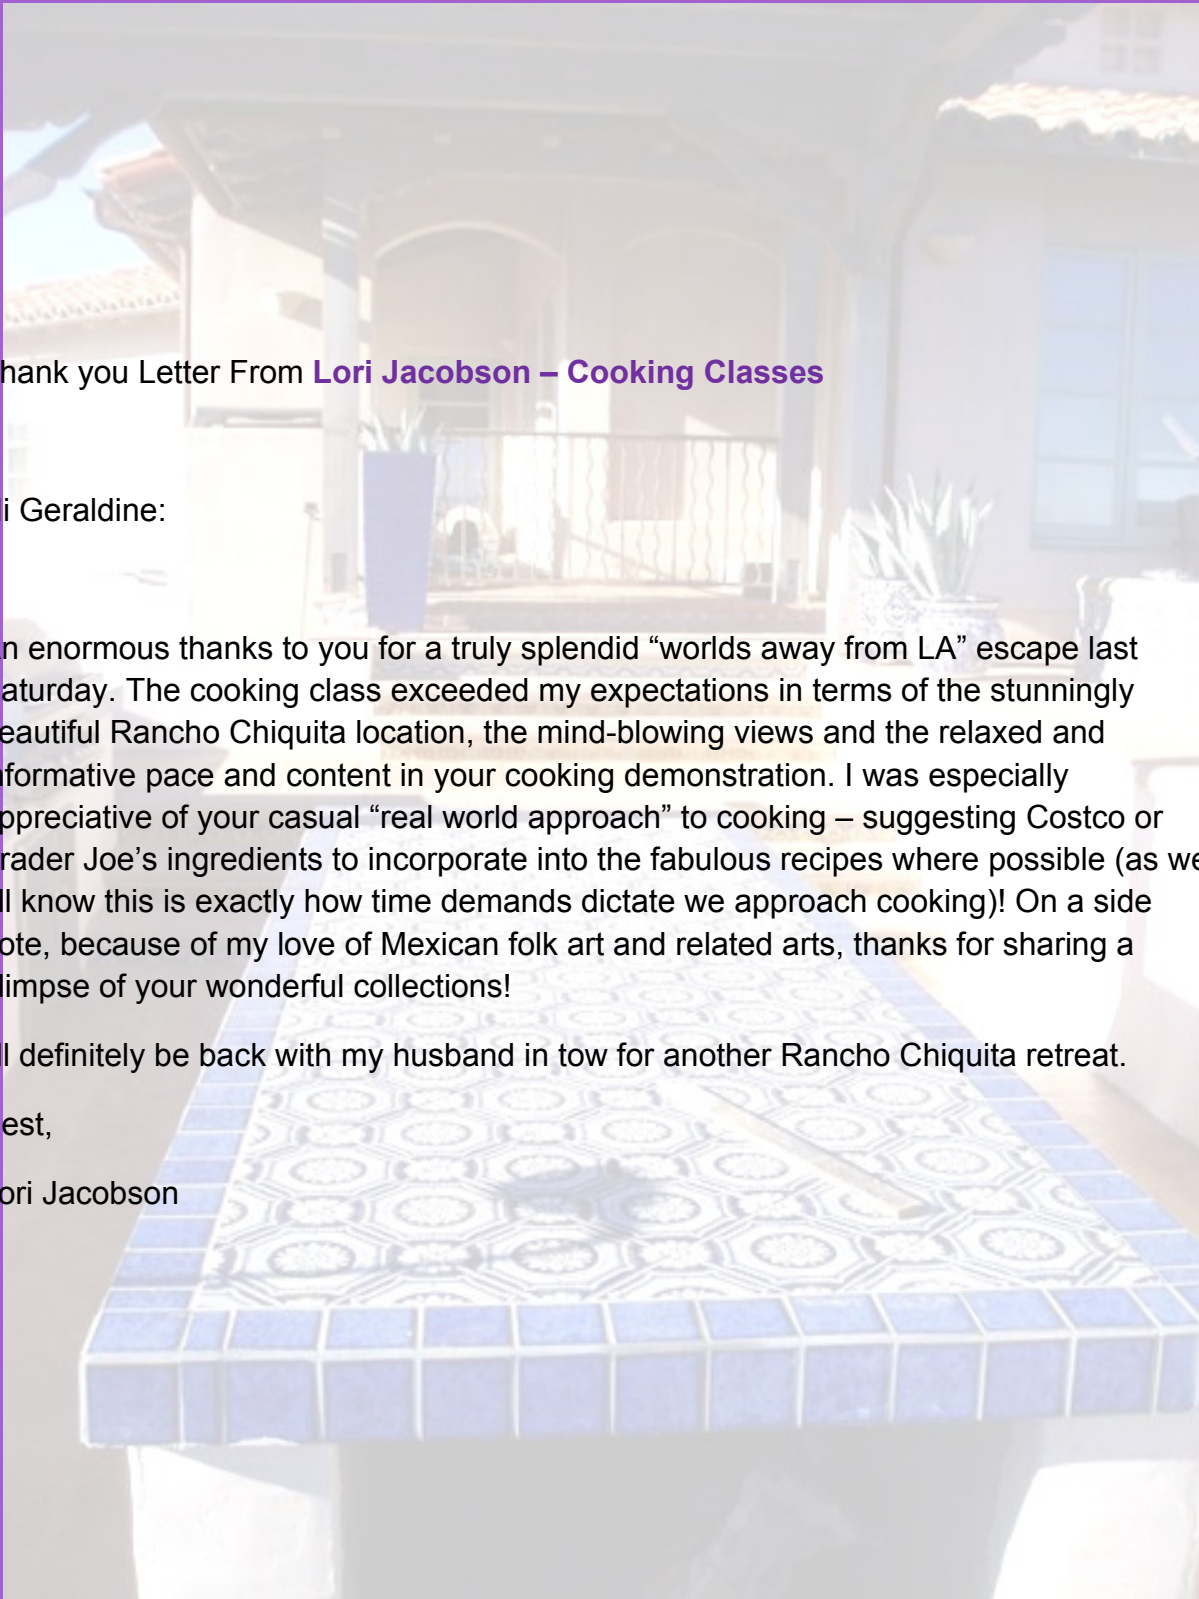 hank you Letter From Lori Jacobson – Cooking Classes
i Geraldine:
n enormous thanks to you for a truly splendid “worlds away from LA” escape last
aturday. The cooking class exceeded my expectations in terms of the stunningly
eautiful Rancho Chiquita location, the mind-blowing views and the relaxed and
nformative pace and content in your cooking demonstration. I was especially
ppreciative of your casual “real world approach” to cooking – suggesting Costco or
rader Joe’s ingredients to incorporate into the fabulous recipes where possible (as we
ll know this is exactly how time demands dictate we approach cooking)! On a side
ote, because of my love of Mexican folk art and related arts, thanks for sharing a
limpse of your wonderful collections!
ll definitely be back with my husband in tow for another Rancho Chiquita retreat.
est,
ori Jacobson